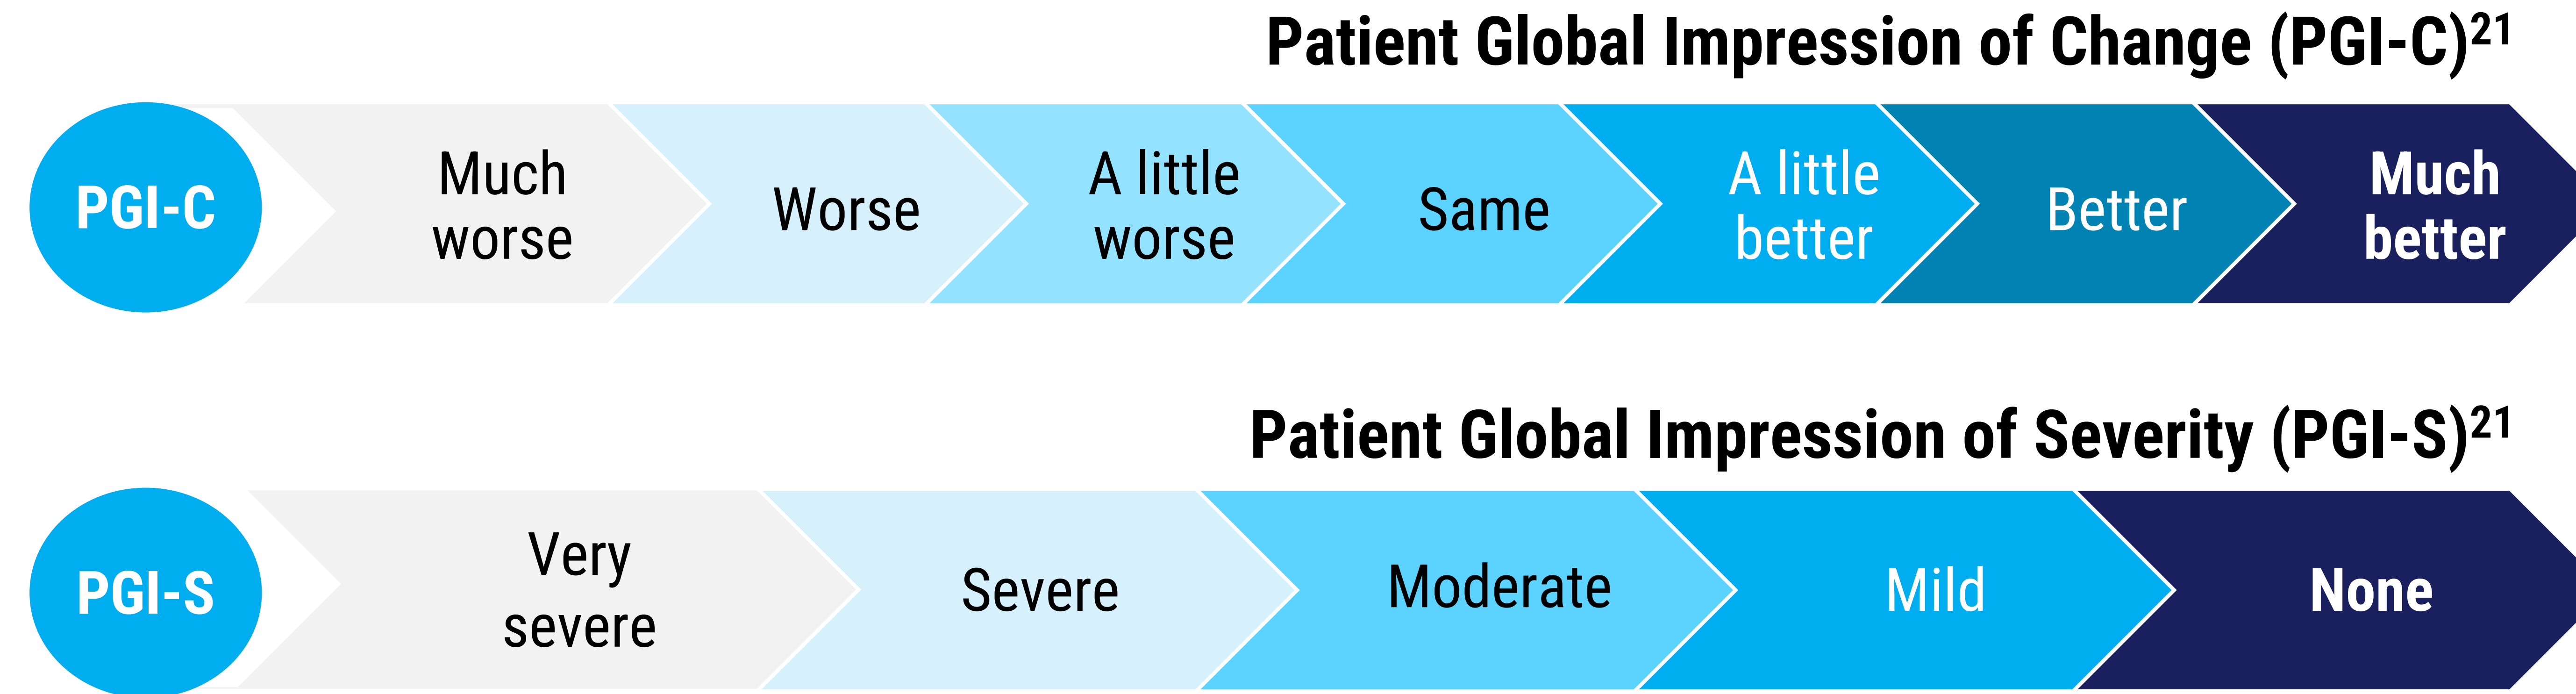 Patient Global Impression of Change (PGI-C)²¹
PGI-C
Much
worse
Worse
A little
worse
Same
A little
better
Better
Much
better
Patient Global Impression of Severity (PGI-S)²¹
PGI-S
Very
severe
Severe
Moderate
Mild
None